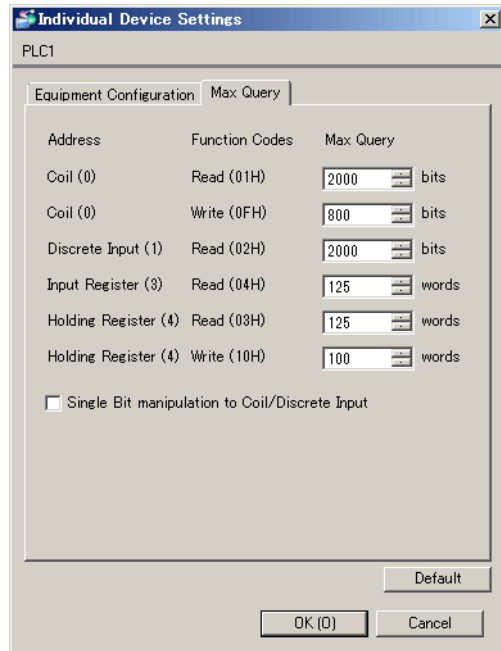 Individual Device Settings
PLC1
Equipment Configuration Max Query
Address Function Codes Max Query
Coil (0) Read (01H) 2000 bits
Coil (0) Write (0FH) 800 bits
Discrete Input (1) Read (02H) 2000 bits
Input Register (3) Read (04H) 125 words
Holding Register (4) Read (03H) 125 words
Holding Register (4) Write (10H) 100 words
Single Bit manipulation to Coil/Discrete Input
Default
OK (O) Cancel